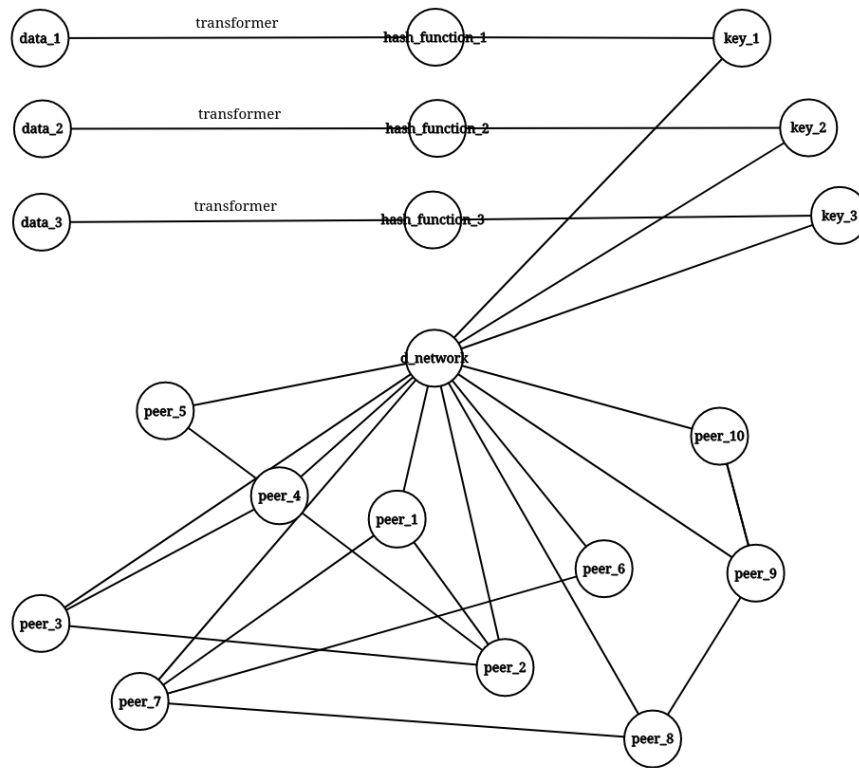 transformer
data_1
hash_function_1
key_1
transformer
data_2
hash_function_2
key_2
transformer
data_3
hash_function_3
key_3
d_network
peer_5
peer_10
peer_4
peer_1
peer_6
peer_9
peer_3
peer_2
peer_7
peer_8